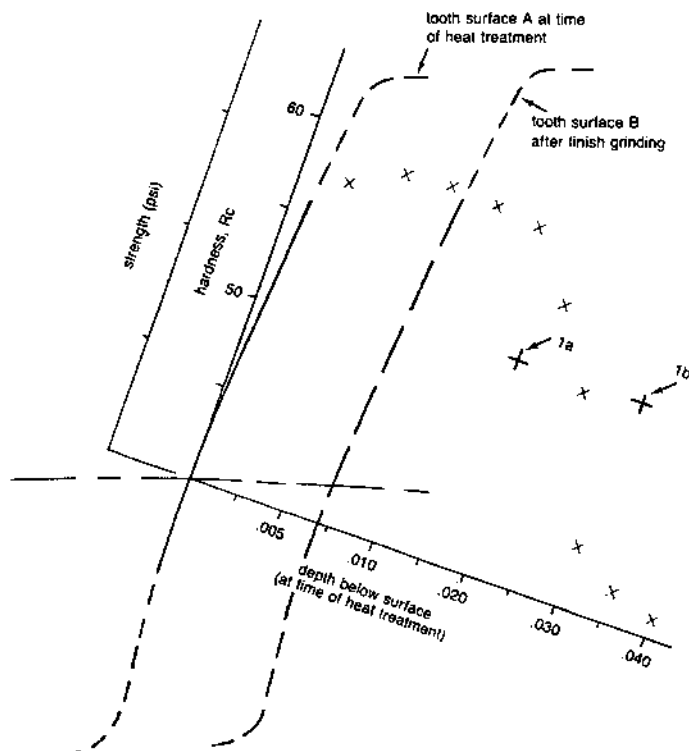 tooth surface A at time
of heat treatment
60
tooth surface B
after finish grinding
strength (psi)
hardness, Rc
50
1a
1b
.005
.010
.020
.030
.040
depth below surface
(at time of heat treatment)